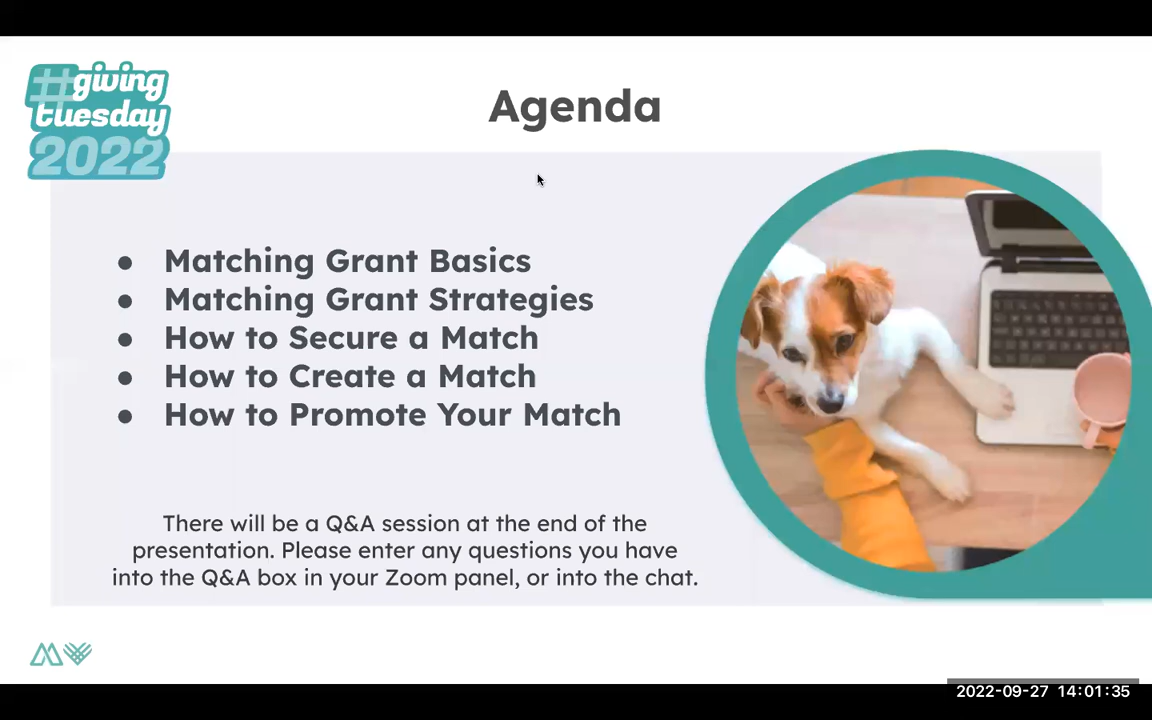 #giving
tuesday
2022
Agenda
● Matching Grant Basics
● Matching Grant Strategies
● How to Secure a Match
● How to Create a Match
● How to Promote Your Match
There will be a Q&A session at the end of the
presentation. Please enter any questions you have
into the Q&A box in your Zoom panel, or into the chat.
2022-09-27 14:01:35